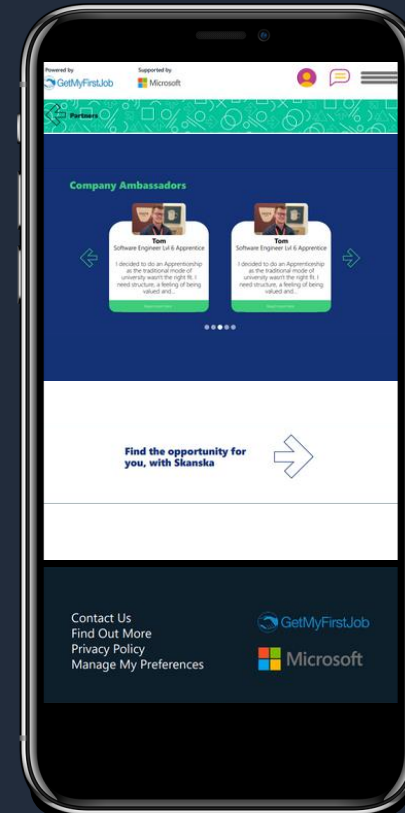 Powered by
GetMyFirstJob
Supported by
Microsoft
Partners
Company Ambassadors
Tom
Software Engineer Lvl 6 Apprentice
I decided to do an Apprenticeship
as the traditional mode of
university wasn't the right fit. I
need structure, a feeling of being
valued and...
Tom
Software Engineer Lvl 6 Apprentice
I decided to do an Apprenticeship
as the traditional mode of
university wasn't the right fit. I
need structure, a feeling of being
valued and...
Find the opportunity for
you, with Skanska
Contact Us
Find Out More
Privacy Policy
Manage My Preferences
GetMyFirstJob
Microsoft